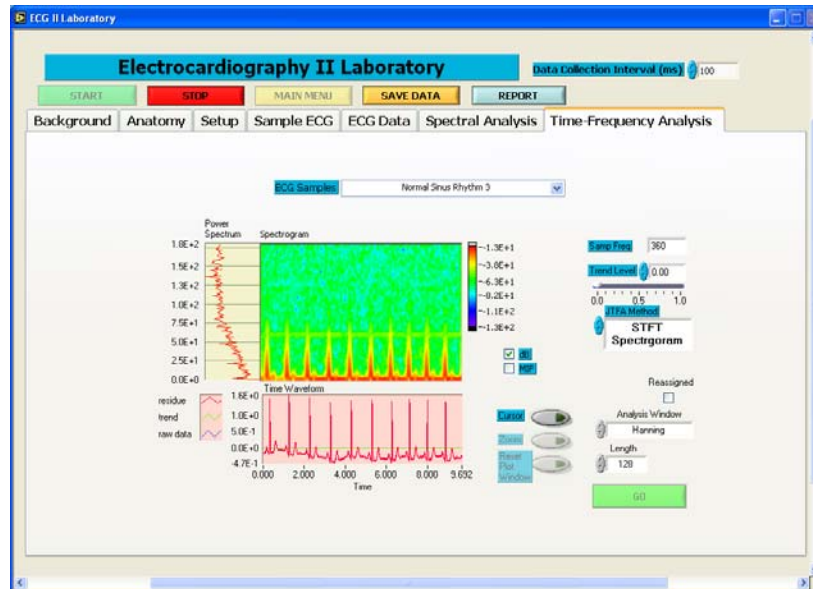 ECG II Laboratory
Electrocardiography II Laboratory
Data Collection Interval (ms) 100
START STOP MAIN MENU SAVE DATA REPORT
Background Anatomy Setup Sample ECG ECG Data Spectral Analysis Time-Frequency Analysis
ECG Samples Normal Sinus Rhythm 3
Power
Spectrum Spectrogram
1.8E+2
1.5E+2
1.3E+2
1.0E+2
7.5E+1
5.0E+1
2.5E+1
0.0E+0
-1.3E+1
-3.8E+1
-6.3E+1
-8.2E+1
-1.1E+2
-1.3E+2
Samp Freq 360
Trend Level 0.00
0.0 0.5 1.0
JTFA Method
STFT
Spectrgoram
dB
Reassigned
Time Waveform
residue
trend
raw data
1.6E+0
1.0E+0
5.0E-1
0.0E+0
-4.7E-1
0.000 2.000 4.000 6.000 8.000 9.692
Time
Cursor
Zoom
Reset
Plot
Window
Analysis Window
Hanning
Length
128
GO